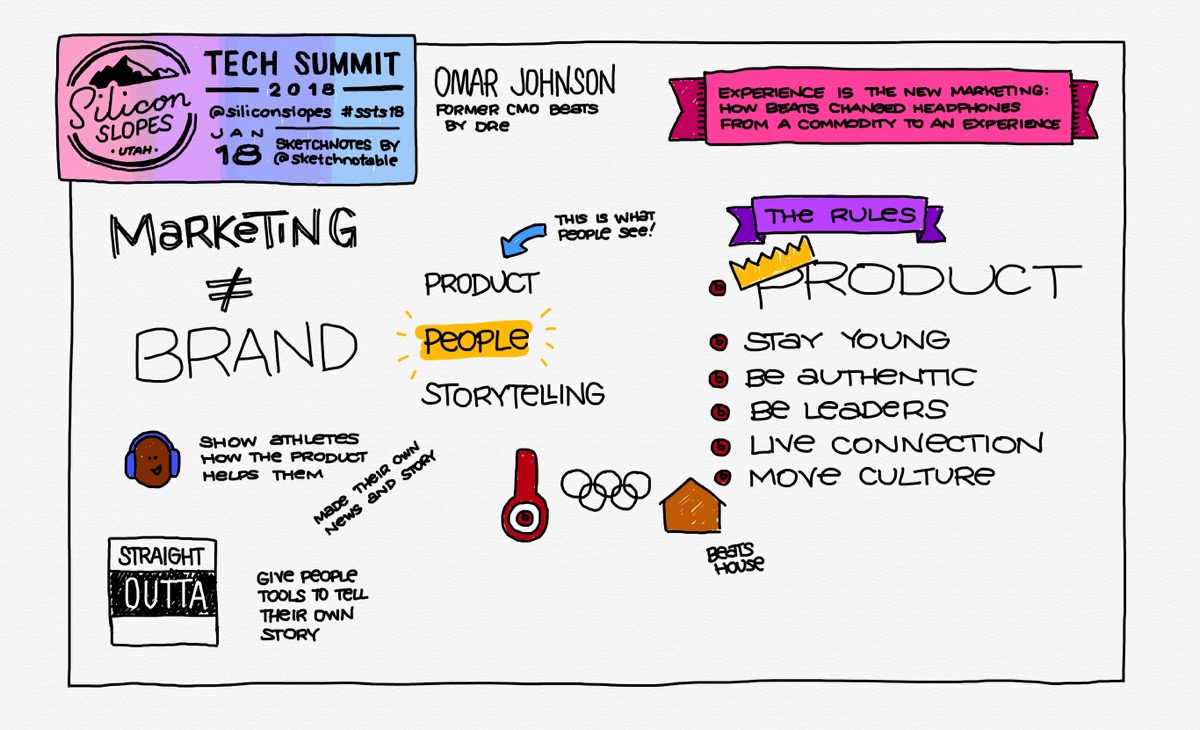 Silicon
SLOPES
• UTAH •
TECH SUMMIT
2018
@siliconslopes #ssts18
JAN
18
SKETCHNOTES BY
@sketchnotable
OMAR JOHNSON
FORMER CMO BEATS
BY DRe
EXPERIENCE IS THE NEW MARKETING:
HOW BEATS CHANGED HEADPHONES
FROM A COMMODITY TO AN EXPERIENCE
MaRKeTiNG
≠
BRAND
SHOW aTHLETES
HOW THE PRODUCT
HELPS THEM
MADE THEIR OWN
NEWS AND STORY
STRAIGHT
OUTTA
GIVE PEOPLE
TOOLS TO TELL
THEIR OWN
STORY
THIS IS WHAT
PEOPLE SEE!
PRODUCT
PEOPLE
STORYTELLING
BEATS
HOUSE
THE RULES
PRODUCT
STAY YOUNG
Be aUTHENTIC
Be LEaDERS
LIVE CONNECTION
MOVE CULTURE